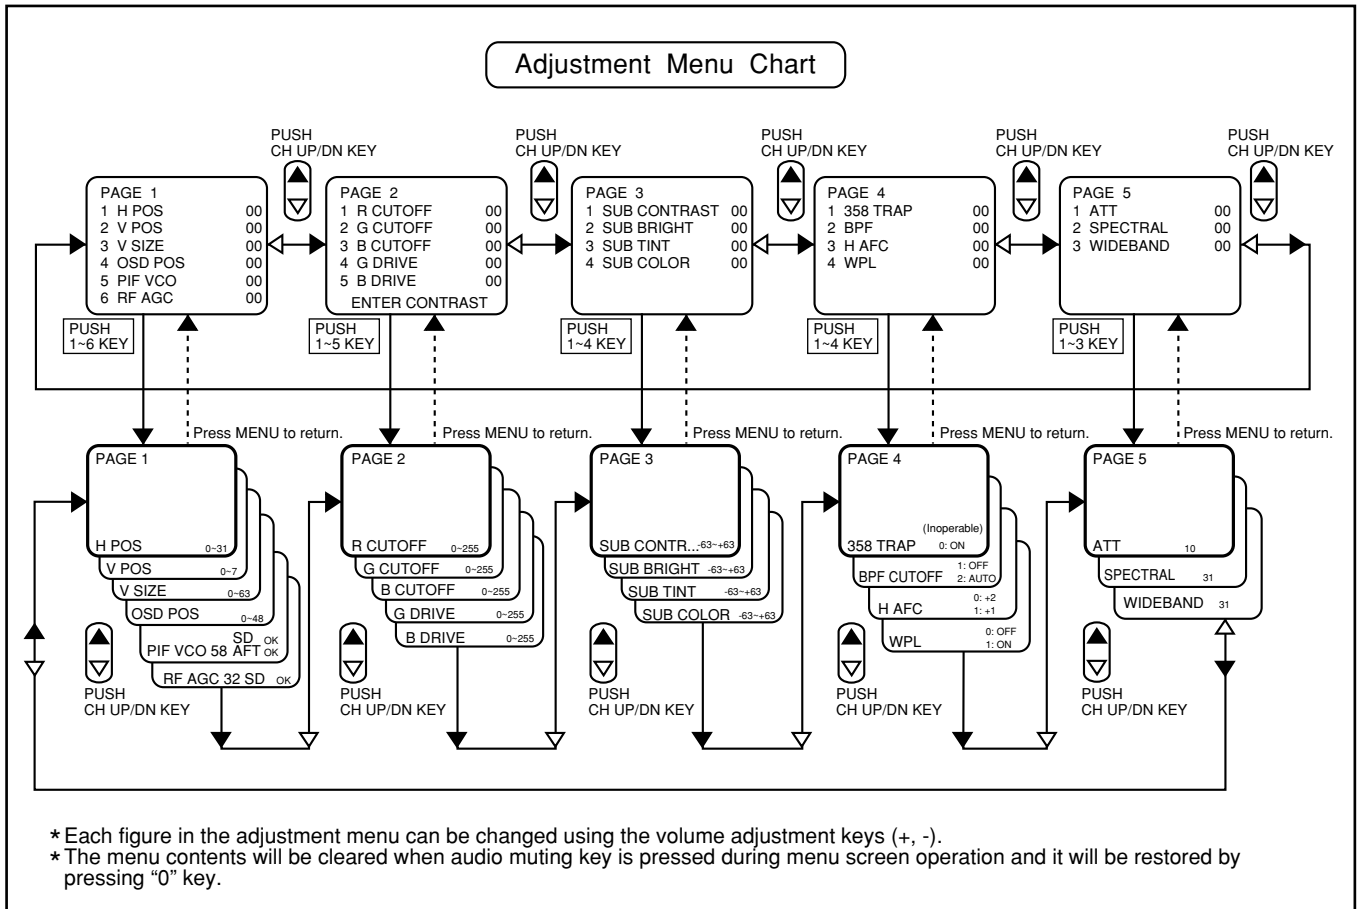 Adjustment Menu Chart
PUSH
CH UP/DN KEY
PUSH
CH UP/DN KEY
PUSH
CH UP/DN KEY
PUSH
CH UP/DN KEY
PUSH
CH UP/DN KEY
PAGE 1
1 H POS 00
2 V POS 00
3 V SIZE 00
4 OSD POS 00
5 PIF VCO 00
6 RF AGC 00
PAGE 2
1 R CUTOFF 00
2 G CUTOFF 00
3 B CUTOFF 00
4 G DRIVE 00
5 B DRIVE 00
ENTER CONTRAST
PAGE 3
1 SUB CONTRAST 00
2 SUB BRIGHT 00
3 SUB TINT 00
4 SUB COLOR 00
PAGE 4
1 358 TRAP 00
2 BPF 00
3 H AFC 00
4 WPL 00
PAGE 5
1 ATT 00
2 SPECTRAL 00
3 WIDEBAND 00
PUSH
1~6 KEY
PUSH
1~5 KEY
PUSH
1~4 KEY
PUSH
1~4 KEY
PUSH
1~3 KEY
Press MENU to return.
Press MENU to return.
Press MENU to return.
Press MENU to return.
Press MENU to return.
PAGE 1
H POS 0~31
V POS 0~7
V SIZE 0~63
OSD POS 0~48
SD OK
PIF VCO 58 AFT OK
RF AGC 32 SD OK
PAGE 2
R CUTOFF 0~255
G CUTOFF 0~255
B CUTOFF 0~255
G DRIVE 0~255
B DRIVE 0~255
PAGE 3
SUB CONTR...-63~+63
SUB BRIGHT -63~+63
SUB TINT -63~+63
SUB COLOR -63~+63
PAGE 4
(Inoperable)
358 TRAP 0: ON
1: OFF
BPF CUTOFF 2: AUTO
0: +2
H AFC 1: +1
0: OFF
WPL 1: ON
PAGE 5
ATT 10
SPECTRAL 31
WIDEBAND 31
PUSH
CH UP/DN KEY
PUSH
CH UP/DN KEY
PUSH
CH UP/DN KEY
PUSH
CH UP/DN KEY
PUSH
CH UP/DN KEY
* Each figure in the adjustment menu can be changed using the volume adjustment keys (+, -).
* The menu contents will be cleared when audio muting key is pressed during menu screen operation and it will be restored by
pressing “0” key.